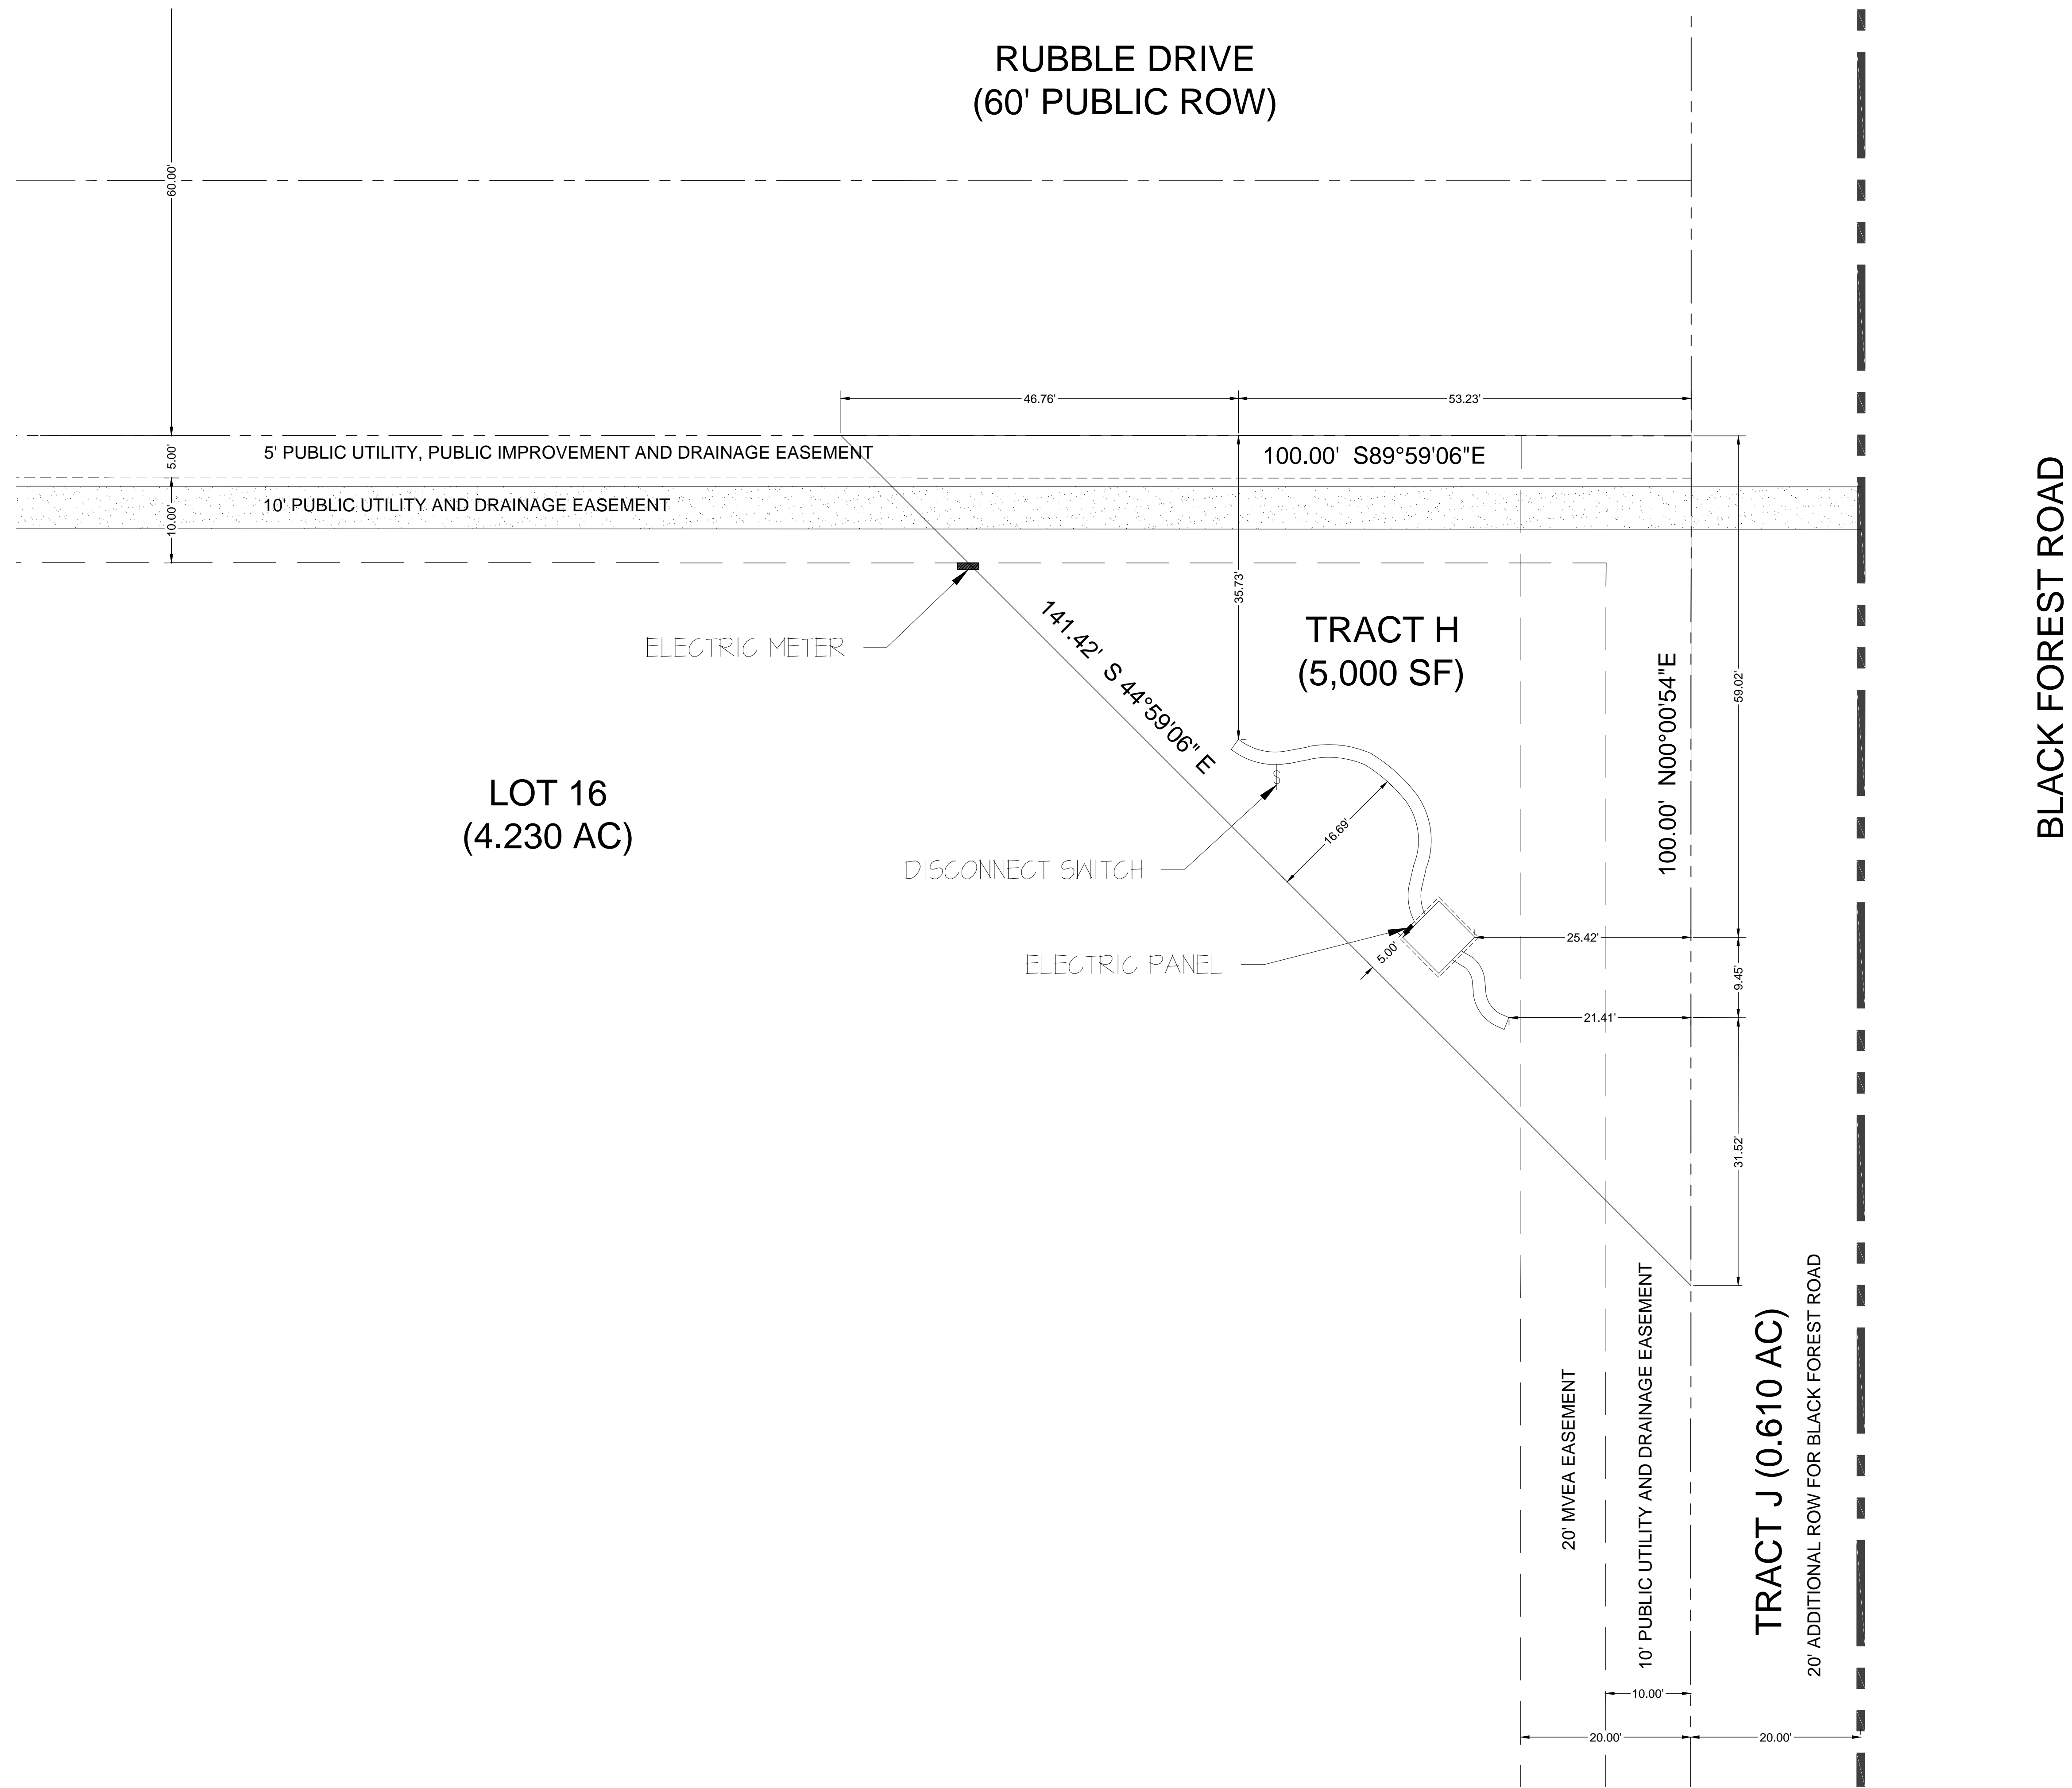 RUBBLE DRIVE
(60' PUBLIC ROW)
60.00'
46.76'
53.23'
5.00'
5' PUBLIC UTILITY, PUBLIC IMPROVEMENT AND DRAINAGE EASEMENT
100.00' S89°59'06"E
10.00'
10' PUBLIC UTILITY AND DRAINAGE EASEMENT
35.73'
ELECTRIC METER
141.42' S 44°59'06" E
TRACT H
(5,000 SF)
100.00' N00°00'54"E
59.02'
BLACK FOREST ROAD
LOT 16
(4.230 AC)
S
16.69'
DISCONNECT SWITCH
25.42'
5.00'
ELECTRIC PANEL
9.45'
21.41'
31.52'
20' MVEA EASEMENT
10' PUBLIC UTILITY AND DRAINAGE EASEMENT
TRACT J (0.610 AC)
20' ADDITIONAL ROW FOR BLACK FOREST ROAD
10.00'
20.00'
20.00'